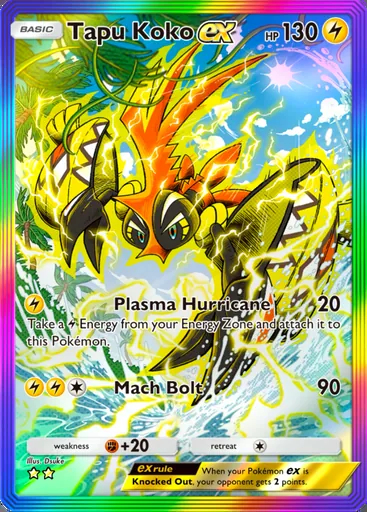 BASIC Tapu Koko ex HP 130
Plasma Hurricane 20
Take a Energy from your Energy Zone and attach it to
this Pokémon.
Mach Bolt 90
weakness +20 retreat
Illus. Dsuke
ex rule When your Pokémon ex is
Knocked Out, your opponent gets 2 points.